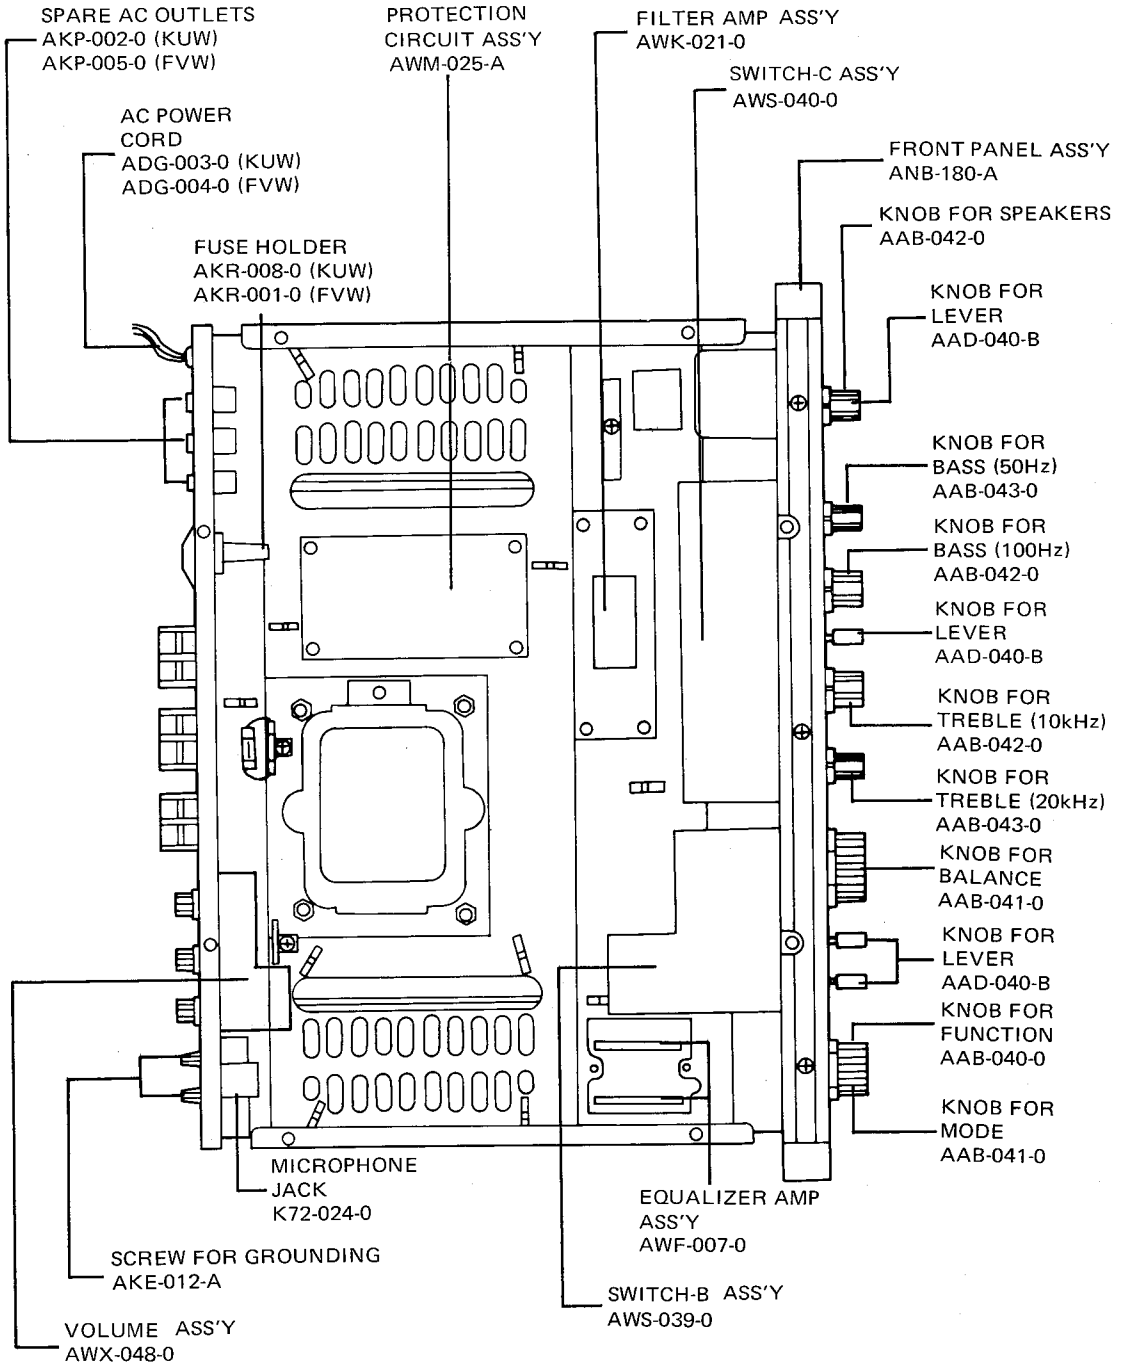 SPARE AC OUTLETS
AKP-002-0 (KUW)
AKP-005-0 (FVW)
PROTECTION
CIRCUIT ASS'Y
AWM-025-A
FILTER AMP ASS'Y
AWK-021-0
SWITCH-C ASS'Y
AWS-040-0
AC POWER
CORD
ADG-003-0 (KUW)
ADG-004-0 (FVW)
FRONT PANEL ASS'Y
ANB-180-A
KNOB FOR SPEAKERS
AAB-042-0
FUSE HOLDER
AKR-008-0 (KUW)
AKR-001-0 (FVW)
KNOB FOR
LEVER
AAD-040-B
KNOB FOR
BASS (50Hz)
AAB-043-0
KNOB FOR
BASS (100Hz)
AAB-042-0
KNOB FOR
LEVER
AAD-040-B
KNOB FOR
TREBLE (10kHz)
AAB-042-0
KNOB FOR
TREBLE (20kHz)
AAB-043-0
KNOB FOR
BALANCE
AAB-041-0
KNOB FOR
LEVER
AAD-040-B
KNOB FOR
FUNCTION
AAB-040-0
KNOB FOR
MODE
AAB-041-0
MICROPHONE
JACK
K72-024-0
EQUALIZER AMP
ASS'Y
AWF-007-0
SCREW FOR GROUNDING
AKE-012-A
SWITCH-B ASS'Y
AWS-039-0
VOLUME ASS'Y
AWX-048-0